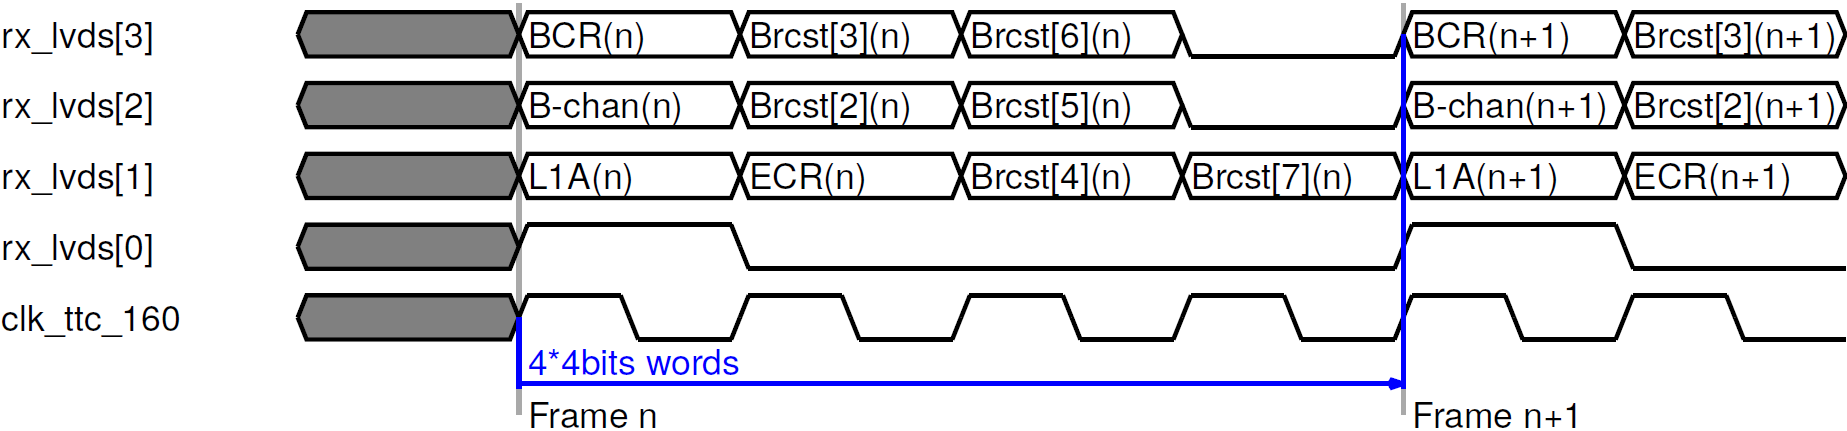 rx_lvds[3] BCR(n) Brcst[3](n) Brcst[6](n) BCR(n+1) Brcst[3](n+1)
rx_lvds[2] B-chan(n) Brcst[2](n) Brcst[5](n) B-chan(n+1) Brcst[2](n+1)
rx_lvds[1] L1A(n) ECR(n) Brcst[4](n) Brcst[7](n) L1A(n+1) ECR(n+1)
rx_lvds[0]
clk_ttc_160
4*4bits words
Frame n Frame n+1